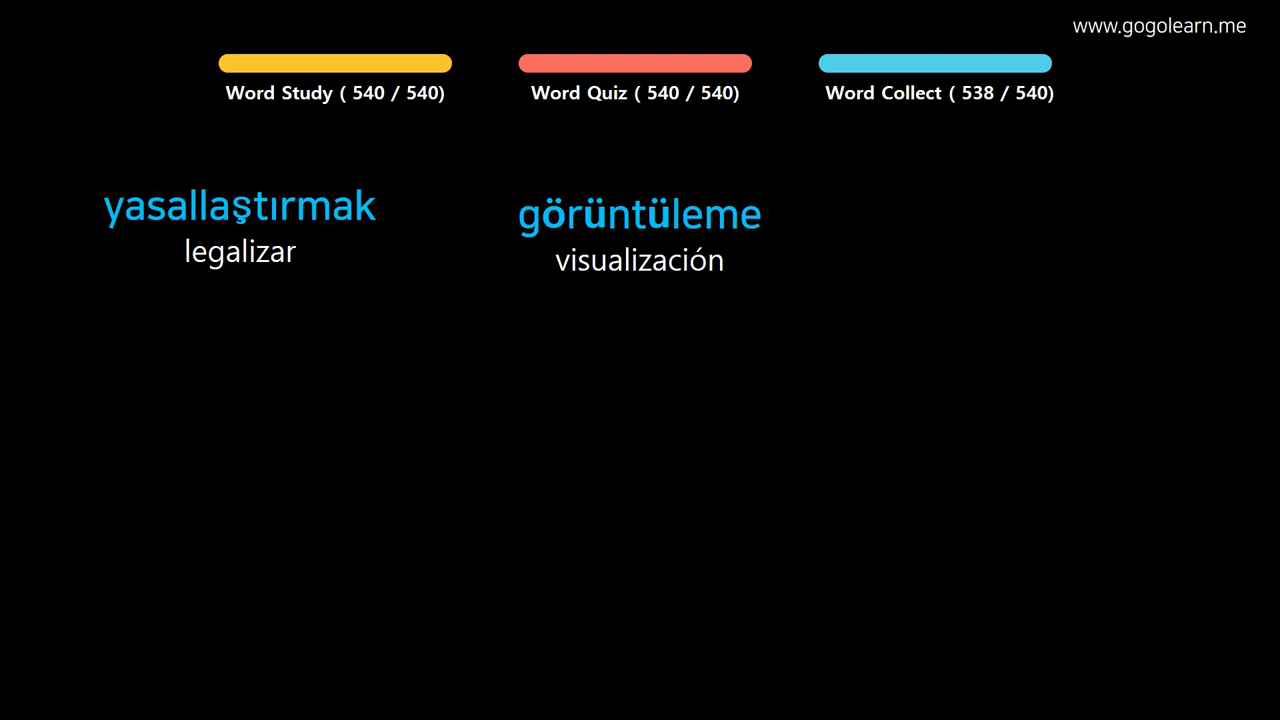 www.gogolearn.me
Word Study ( 540 / 540)
Word Quiz ( 540 / 540)
Word Collect ( 538 / 540)
yasallaştırmak
legalizar
görüntüleme
visualización